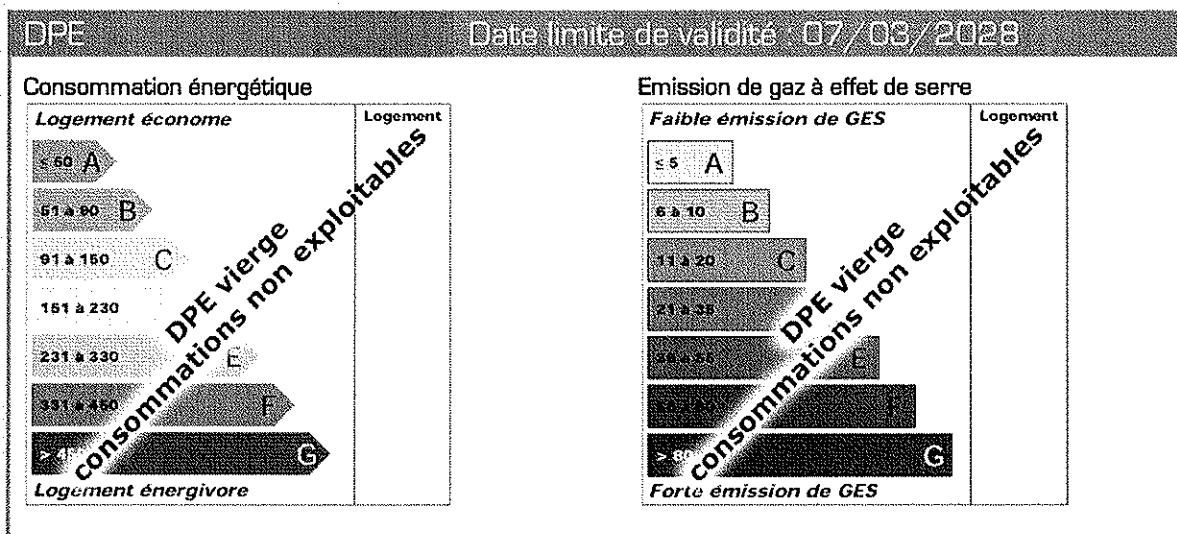 DPE Date limite de validité : 07/03/2028
Consommation énergétique
Logement économe Logement
≤ 50 A
51 à 90 B
91 à 150 C
151 à 230
231 à 330 E
331 à 450 F
G
Logement énergivore
DPE vierge
consommations non exploitables
Emission de gaz à effet de serre
Faible émission de GES Logement
≤ 5 A
6 à 10 B
11 à 20 C
21 à 35
E
F
G
Forte émission de GES
DPE vierge
consommations non exploitables